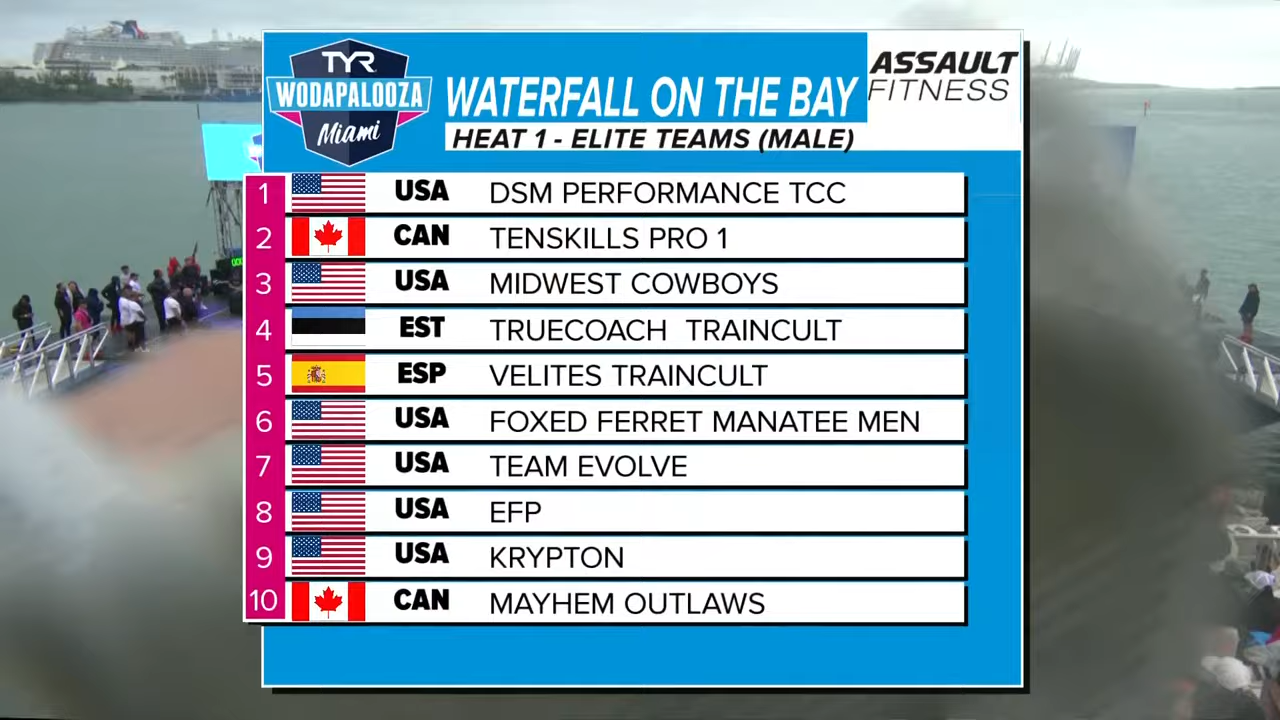 TYR
WODAPALOOZA
Miami
WATERFALL ON THE BAY
HEAT 1 - ELITE TEAMS (MALE)
ASSAULT
FITNESS
1 USA DSM PERFORMANCE TCC
2 CAN TENSKILLS PRO 1
3 USA MIDWEST COWBOYS
4 EST TRUECOACH  TRAINCULT
5 ESP VELITES TRAINCULT
6 USA FOXED FERRET MANATEE MEN
7 USA TEAM EVOLVE
8 USA EFP
9 USA KRYPTON
10 CAN MAYHEM OUTLAWS